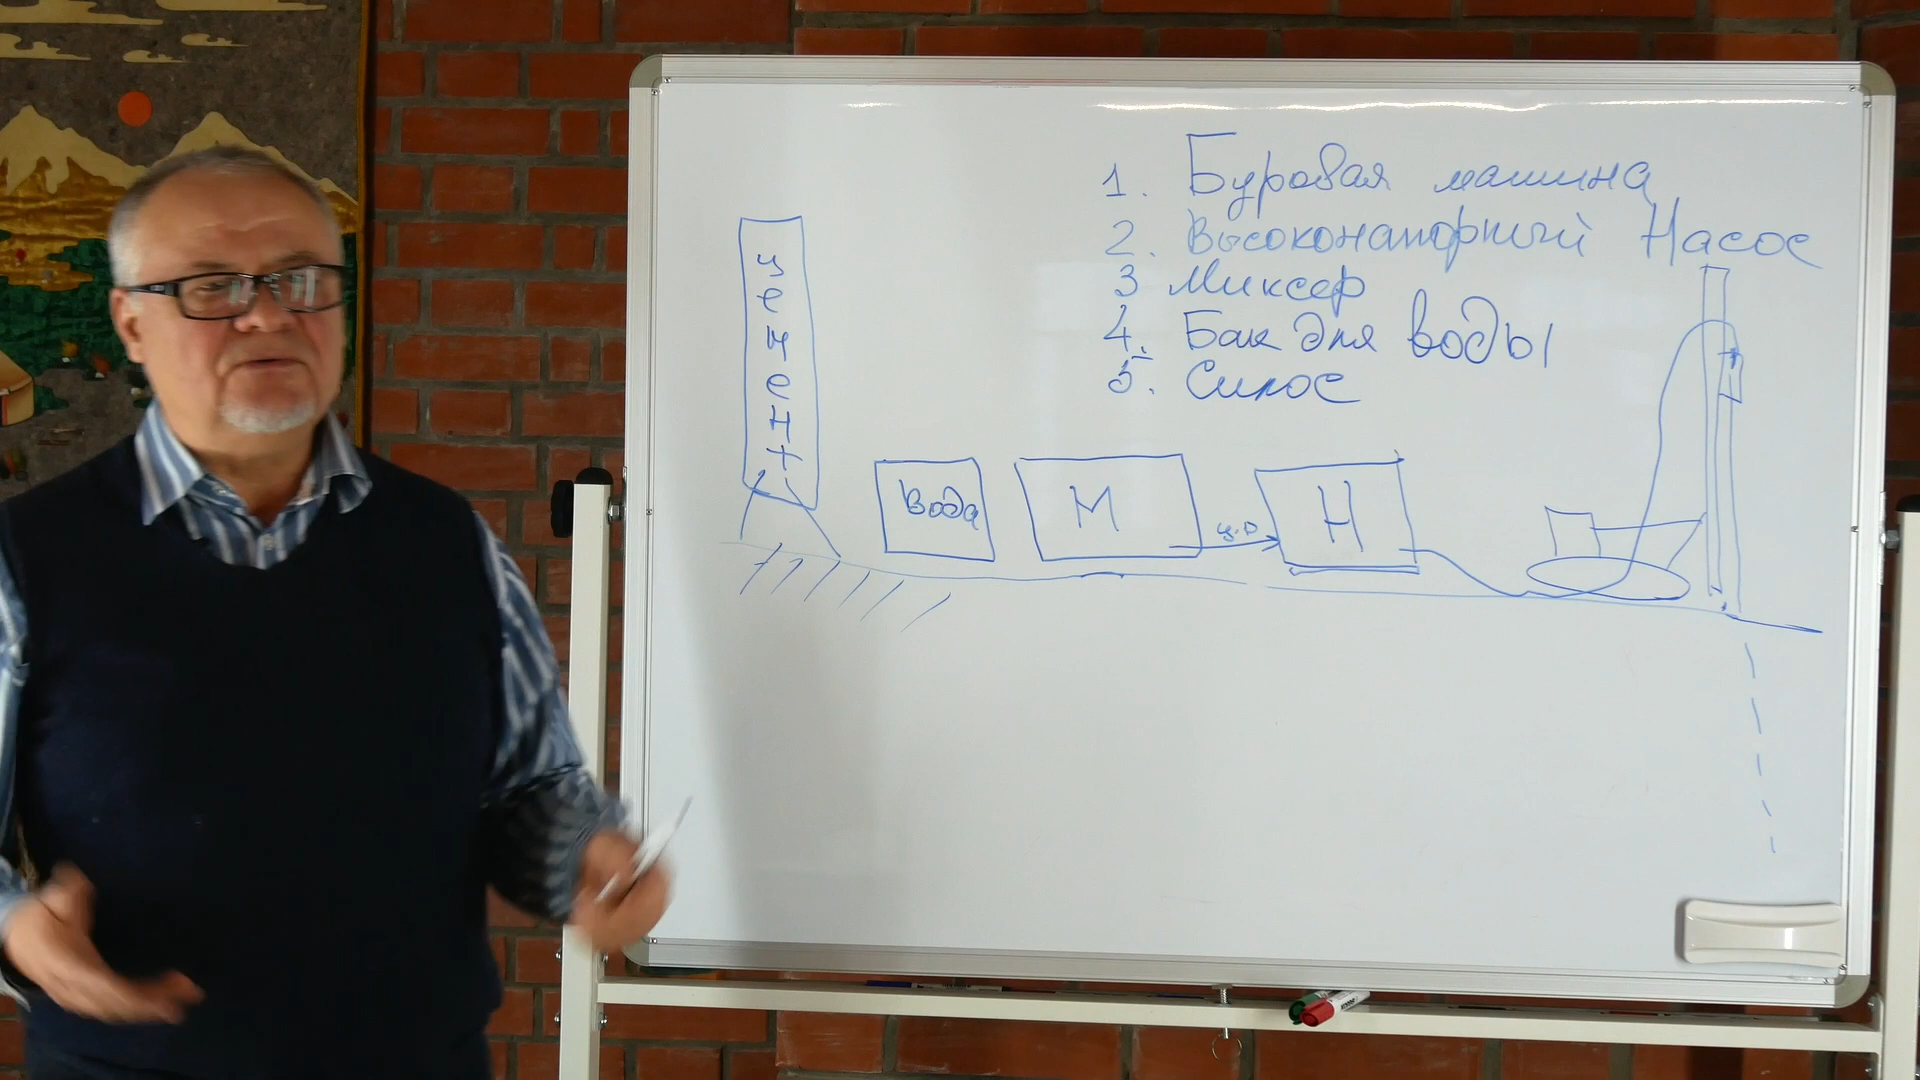 1. Буровая машина
2. Высоконапорный Насос
3 Миксер
4. Бак для воды
5. Силос
цемент
вода
М
ц.р
Н